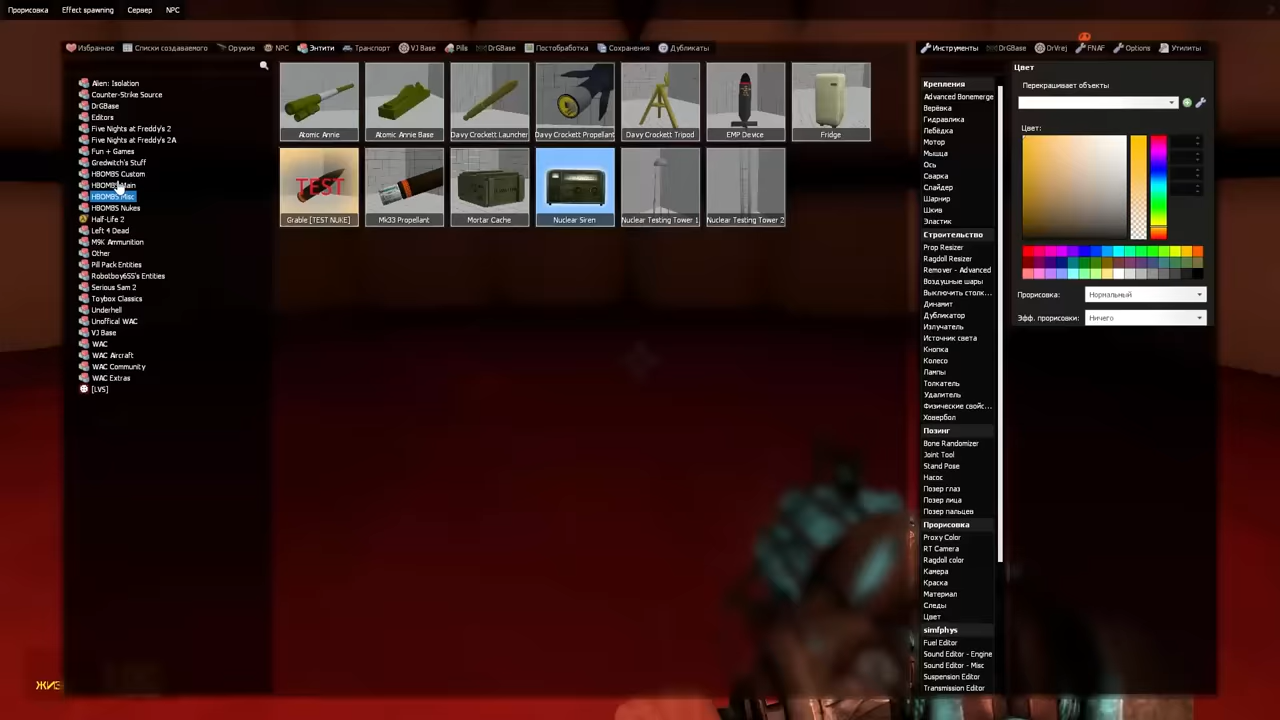 Прорисовка Effect spawning Сервер NPC
Избранное Списки создаваемого Оружие NPC Энтити Транспорт VJ Base Pills DrGBase Постобработка Сохранения Дубликаты
Alien: Isolation
Counter-Strike Source
DrGBase
Editors
Five Nights at Freddy's 2
Five Nights at Freddy's 2A
Fun + Games
Gredwitch's Stuff
HBOMBS Custom
HBOMBS Main
HBOMBS Misc
HBOMBS Nukes
Half-Life 2
Left 4 Dead
M9K Ammunition
Other
Pill Pack Entities
Robotboy655's Entities
Serious Sam 2
Toybox Classics
Underhell
Unoffical WAC
VJ Base
WAC
WAC Aircraft
WAC Community
WAC Extras
[LVS]
Atomic Annie
Atomic Annie Base
Davy Crockett Launcher
Davy Crockett Propellant
Davy Crockett Tripod
EMP Device
Fridge
TEST
Grable [TEST NUKE]
Mk33 Propellant
Mortar Cache
Nuclear Siren
Nuclear Testing Tower 1
Nuclear Testing Tower 2
Инструменты DrGBase DrVrej FNAF Options Утилиты
Крепления
Advanced Bonemerge
Верёвка
Гидравлика
Лебёдка
Мотор
Мышца
Ось
Сварка
Слайдер
Шарнир
Шкив
Эластик
Строительство
Prop Resizer
Ragdoll Resizer
Remover - Advanced
Воздушные шары
Выключить столк...
Динамит
Дубликатор
Излучатель
Источник света
Кнопка
Колесо
Лампы
Толкатель
Удалитель
Физические свойс...
Ховербол
Позинг
Bone Randomizer
Joint Tool
Stand Pose
Насос
Позер глаз
Позер лица
Позер пальцев
Прорисовка
Proxy Color
RT Camera
Ragdoll color
Камера
Краска
Материал
Следы
Цвет
simfphys
Fuel Editor
Sound Editor - Engine
Sound Editor - Misc
Suspension Editor
Transmission Editor
Цвет
Перекрашивает объекты
Цвет:
Прорисовка: Нормальный
Эфф. прорисовки: Ничего